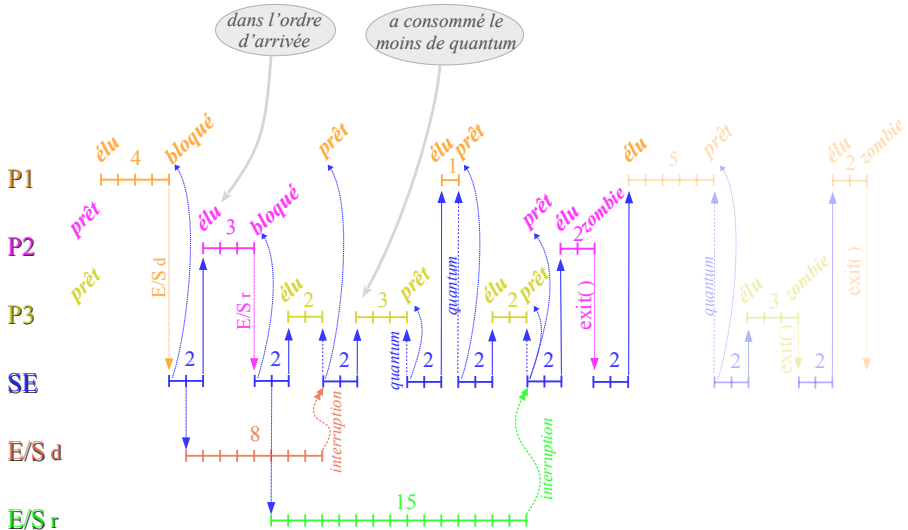 dans l'ordre
d'arrivée
a consommé le
moins de quantum
P1
élu
4
bloqué
prêt
élu
1
prêt
élu
5
prêt
élu
2
zombie
P2
prêt
élu
3
bloqué
prêt
élu
2
zombie
P3
prêt
E/S d
E/S r
élu
2
3
prêt
quantum
élu
2
prêt
exit()
quantum
élu
3
zombie
exit()
exit()
SE
2
2
2
quantum
2
2
2
2
2
2
E/S d
8
interruption
interruption
E/S r
15